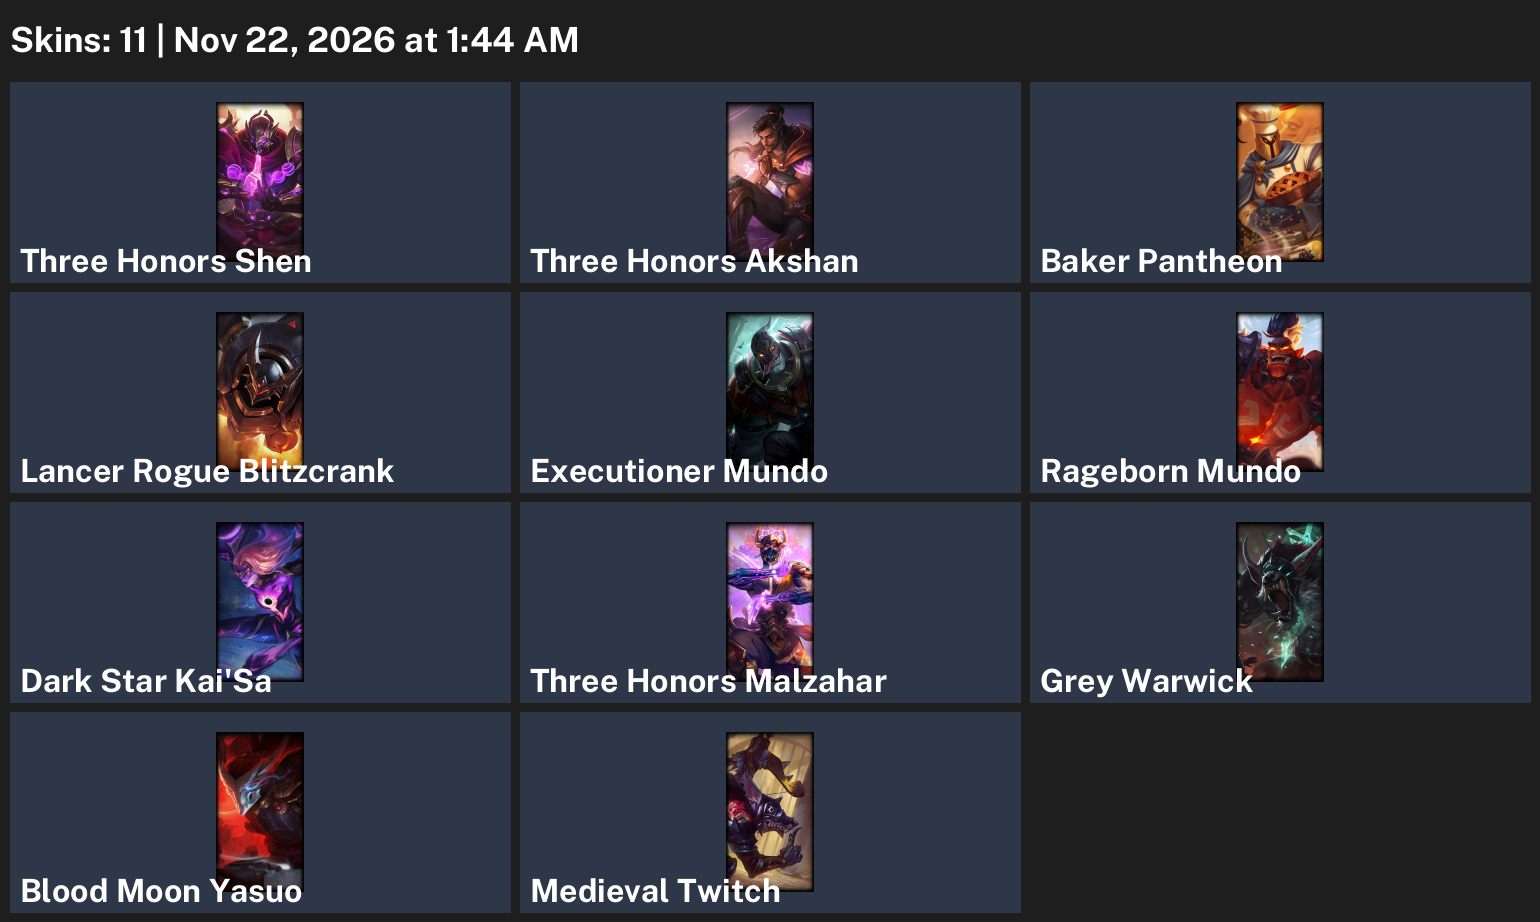 Skins: 11 | Nov 22, 2026 at 1:44 AM
Three Honors Shen
Three Honors Akshan
Baker Pantheon
Lancer Rogue Blitzcrank
Executioner Mundo
Rageborn Mundo
Dark Star Kai'Sa
Three Honors Malzahar
Grey Warwick
Blood Moon Yasuo
Medieval Twitch